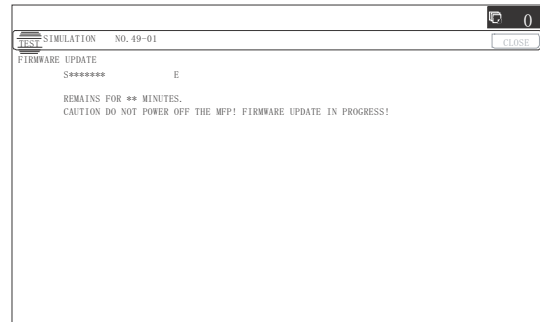 0
TEST SIMULATION NO.49-01 CLOSE
FIRMWARE UPDATE
S******* E
REMAINS FOR ** MINUTES.
CAUTION DO NOT POWER OFF THE MFP! FIRMWARE UPDATE IN PROGRESS!